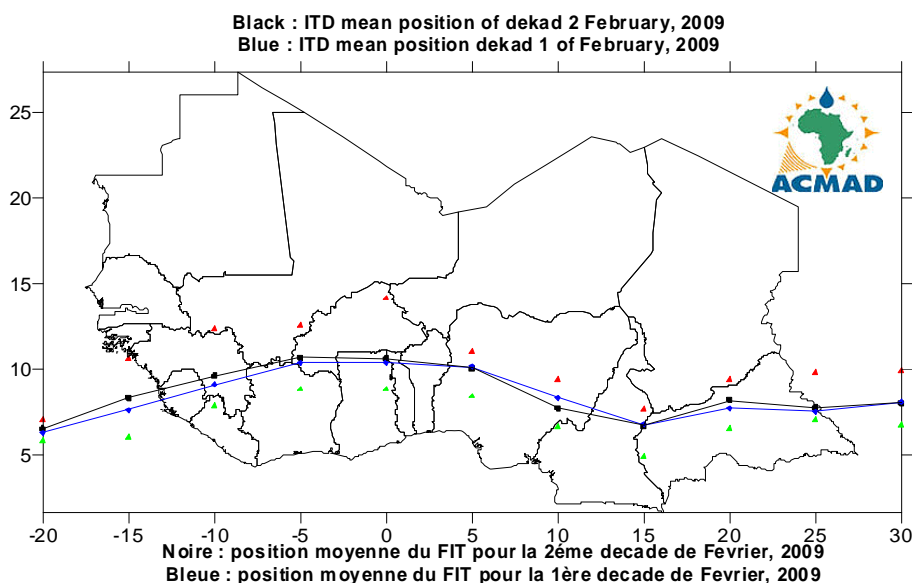 Black : ITD mean position of dekad 2 February, 2009
Blue : ITD mean position dekad 1 of February, 2009
25
20
15
10
5
ACMAD
-20 -15 -10 -5 0 5 10 15 20 25 30
Noire : position moyenne du FIT pour la 2éme decade de Fevrier, 2009
Bleue : position moyenne du FIT pour la 1ère decade de Fevrier, 2009